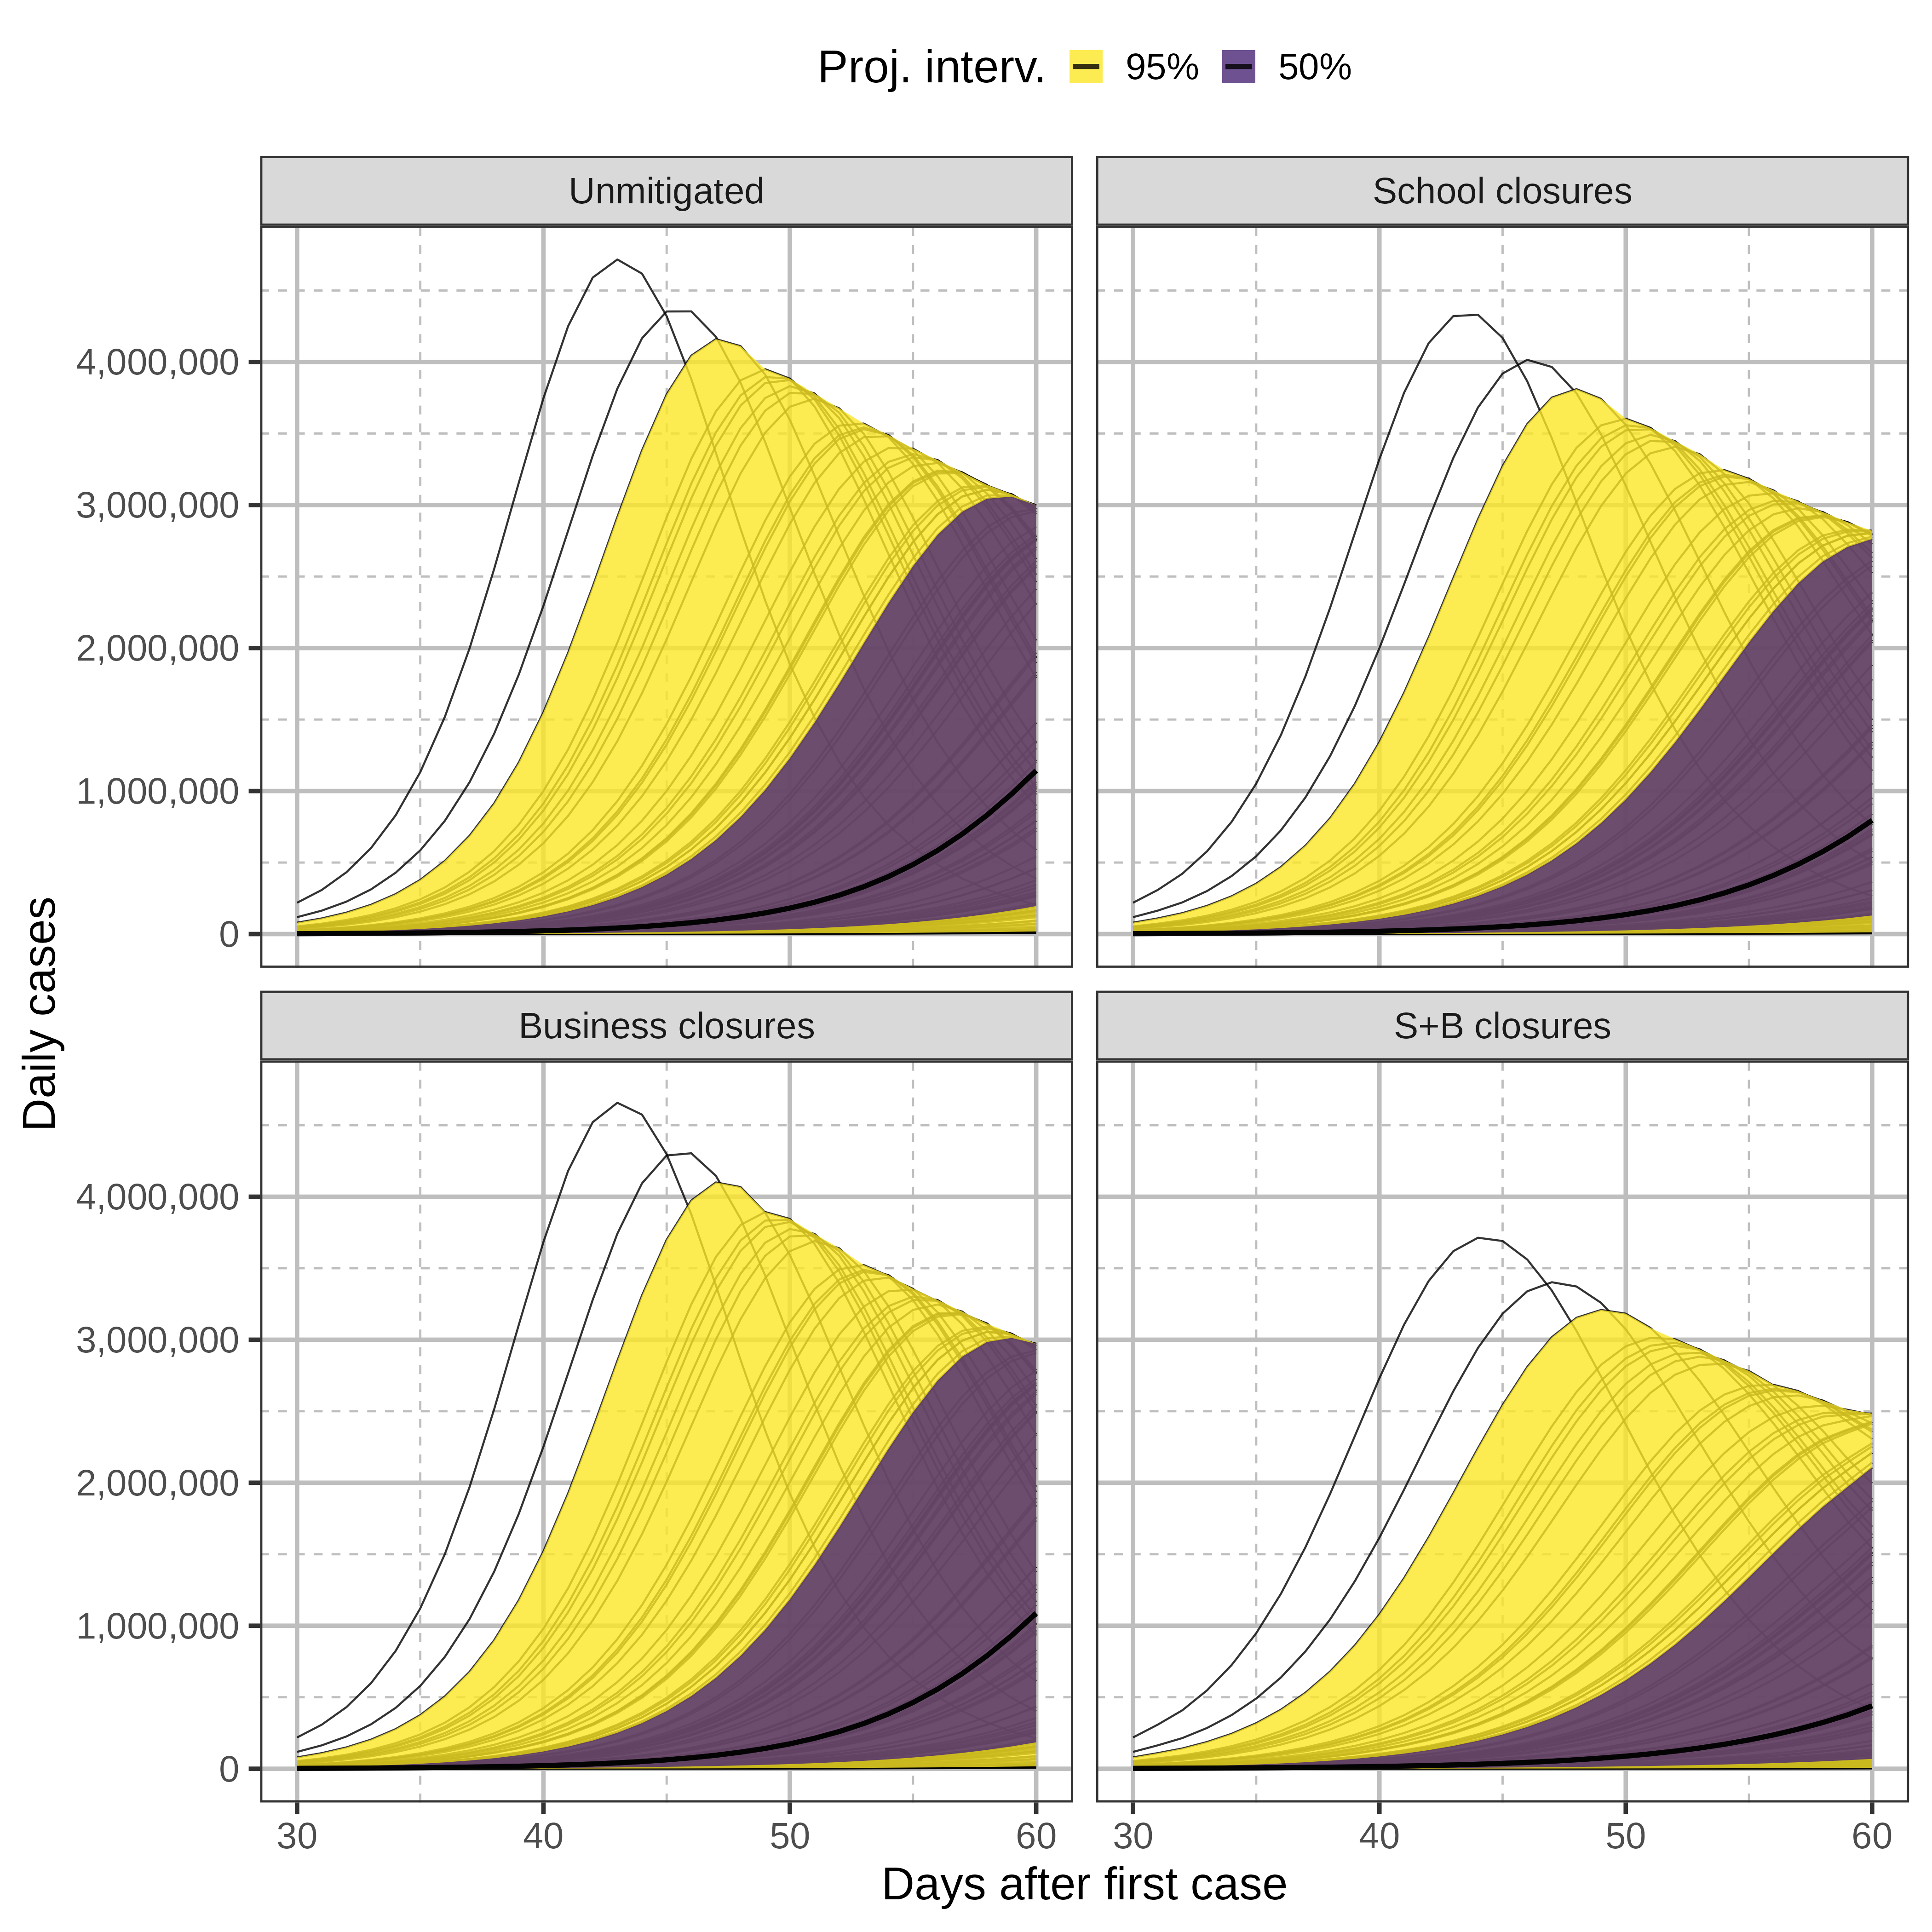 Proj. interv. 95% 50%
Unmitigated
School closures
4,000,000
3,000,000
2,000,000
1,000,000
0
Business closures
S+B closures
4,000,000
3,000,000
2,000,000
1,000,000
0
Daily cases
30 40 50 60 30 40 50 60
Days after first case